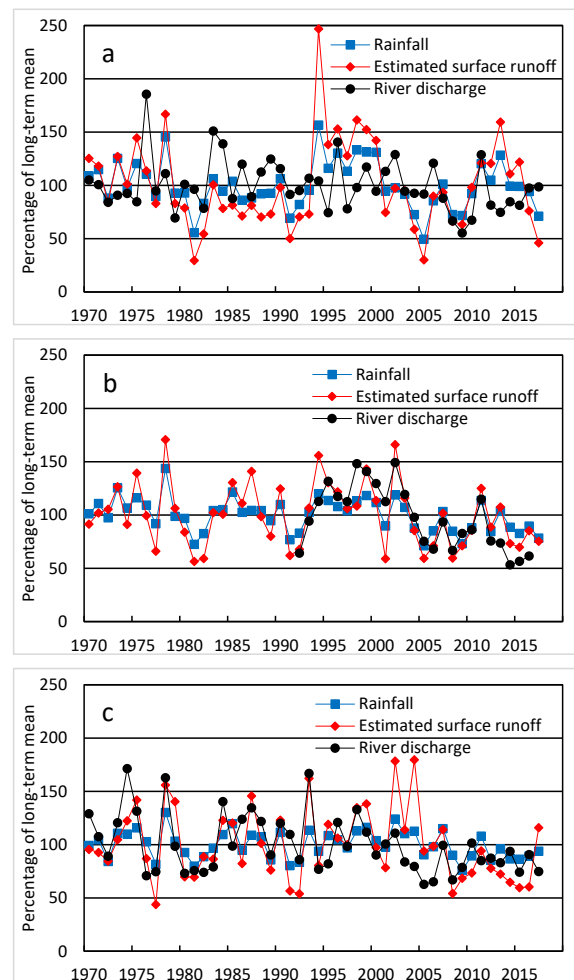 a
Rainfall
Estimated surface runoff
River discharge
Percentage of long-term mean
250
200
150
100
50
0
1970 1975 1980 1985 1990 1995 2000 2005 2010 2015
b
Rainfall
Estimated surface runoff
River discharge
Percentage of long-term mean
250
200
150
100
50
0
1970 1975 1980 1985 1990 1995 2000 2005 2010 2015
c
Rainfall
Estimated surface runoff
River discharge
Percentage of long-term mean
250
200
150
100
50
0
1970 1975 1980 1985 1990 1995 2000 2005 2010 2015